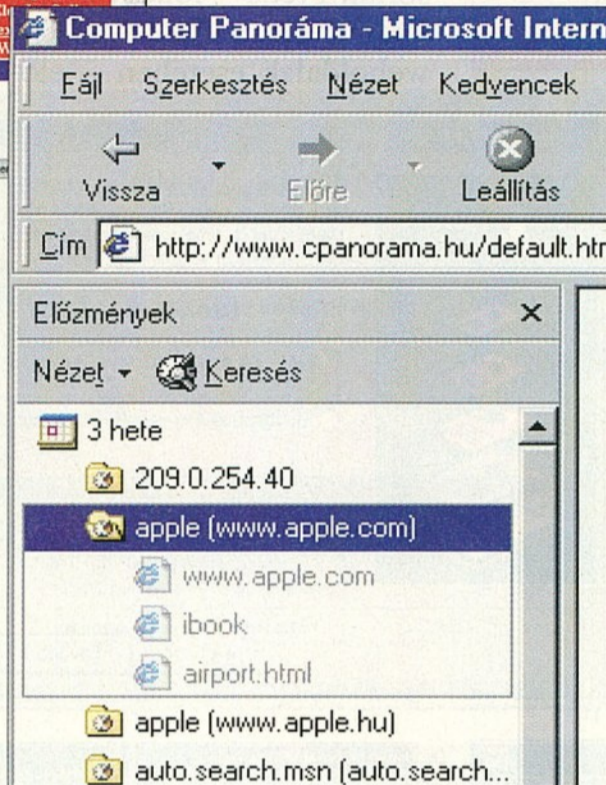 Computer Panoráma - Microsoft Intern
Fájl Szerkesztés Nézet Kedvencek
Vissza Előre Leállítás
Cím http://www.cpanorama.hu/default.htm
Előzmények
Nézet Keresés
3 hete
209.0.254.40
apple (www.apple.com)
www.apple.com
ibook
airport.html
apple (www.apple.hu)
auto.search.msn (auto.search...